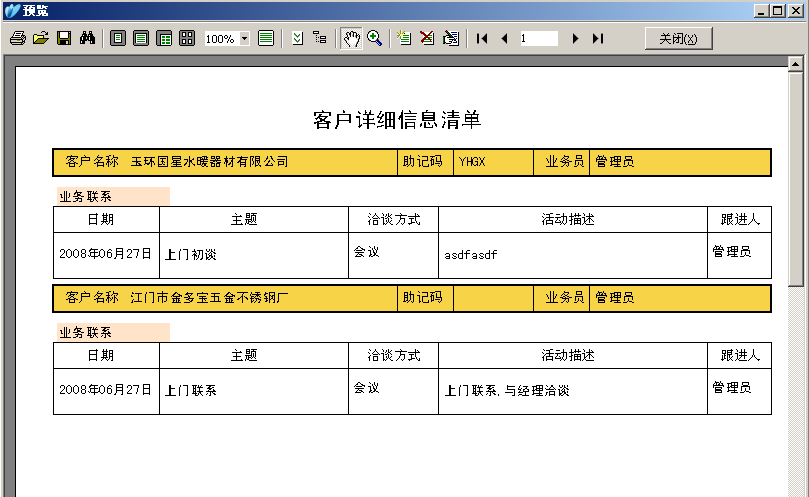 预览
100%
1
关闭(X)
客户详细信息清单
客户名称 玉环国星水暖器材有限公司 助记码 YHGX 业务员 管理员
业务联系
日期 主题 洽谈方式 活动描述 跟进人
2008年06月27日 上门初谈 会议 asdfasdf 管理员
客户名称 江门市金多宝五金不锈钢厂 助记码 业务员 管理员
业务联系
日期 主题 洽谈方式 活动描述 跟进人
2008年06月27日 上门联系 会议 上门联系,与经理洽谈 管理员